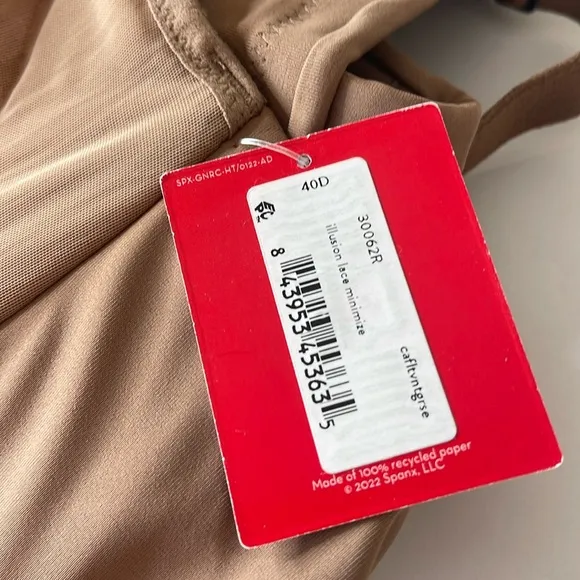 SPX-GNRC-HT/0122-AD
40D
30062R
illusion lace minimize
cafltvntgrse
8 43953 45363 5
Made of 100% recycled paper
© 2022 Spanx, LLC